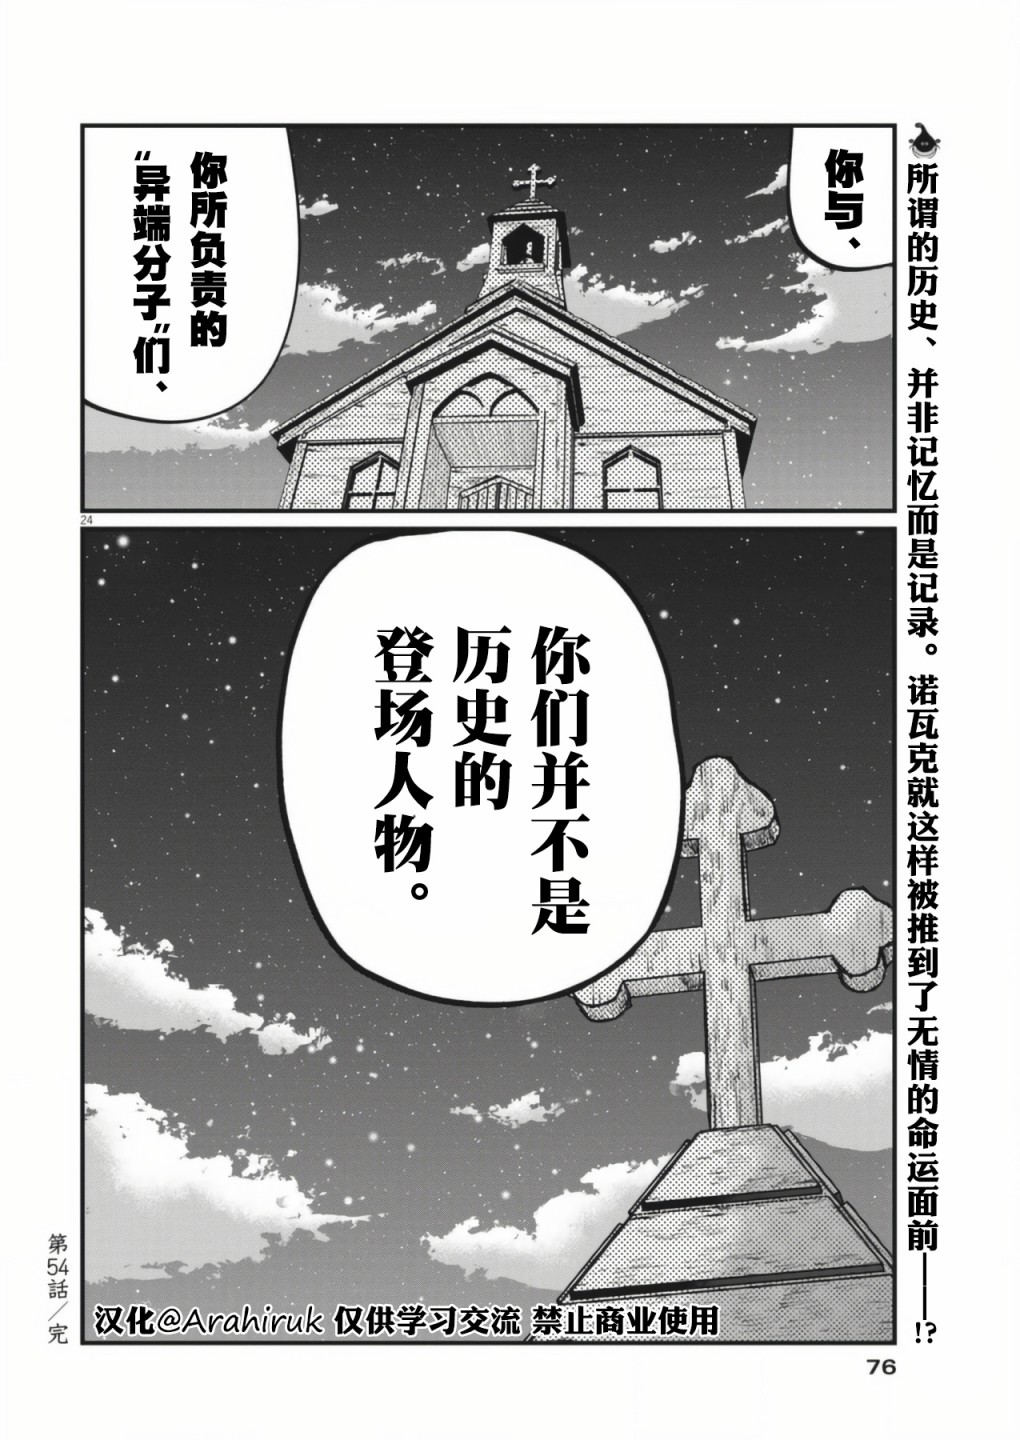 所谓的历史、并非记忆而是记录。诺瓦克就这样被推到了无情的命运面前——!?
你与、
你所负责的
“异端分子”们、
24
你们并不是
历史的
登场人物。
第54話／完
汉化@Arahiruk 仅供学习交流 禁止商业使用
76